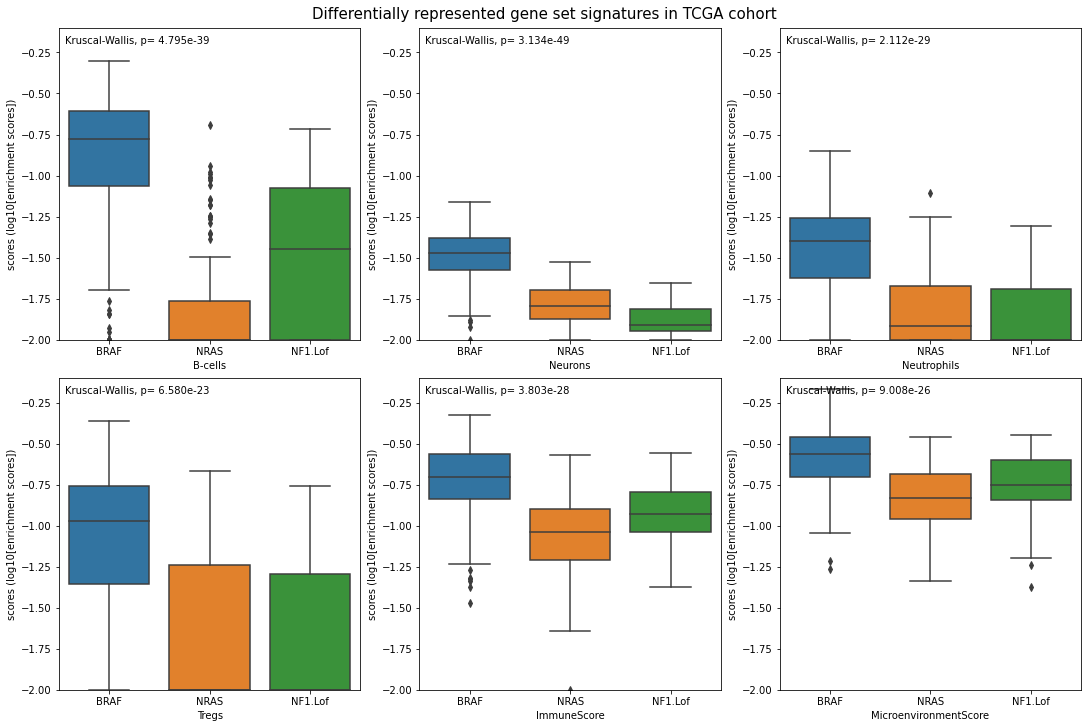 Differentially represented gene set signatures in TCGA cohort
Kruscal-Wallis, p= 4.795e-39
scores (log10[enrichment scores])
−0.25
−0.50
−0.75
−1.00
−1.25
−1.50
−1.75
−2.00
BRAF NRAS NF1.Lof
B-cells
Kruscal-Wallis, p= 3.134e-49
scores (log10[enrichment scores])
−0.25
−0.50
−0.75
−1.00
−1.25
−1.50
−1.75
−2.00
BRAF NRAS NF1.Lof
Neurons
Kruscal-Wallis, p= 2.112e-29
scores (log10[enrichment scores])
−0.25
−0.50
−0.75
−1.00
−1.25
−1.50
−1.75
−2.00
BRAF NRAS NF1.Lof
Neutrophils
Kruscal-Wallis, p= 6.580e-23
scores (log10[enrichment scores])
−0.25
−0.50
−0.75
−1.00
−1.25
−1.50
−1.75
−2.00
BRAF NRAS NF1.Lof
Tregs
Kruscal-Wallis, p= 3.803e-28
scores (log10[enrichment scores])
−0.25
−0.50
−0.75
−1.00
−1.25
−1.50
−1.75
−2.00
BRAF NRAS NF1.Lof
ImmuneScore
Kruscal-Wallis, p= 9.008e-26
scores (log10[enrichment scores])
−0.25
−0.50
−0.75
−1.00
−1.25
−1.50
−1.75
−2.00
BRAF NRAS NF1.Lof
MicroenvironmentScore